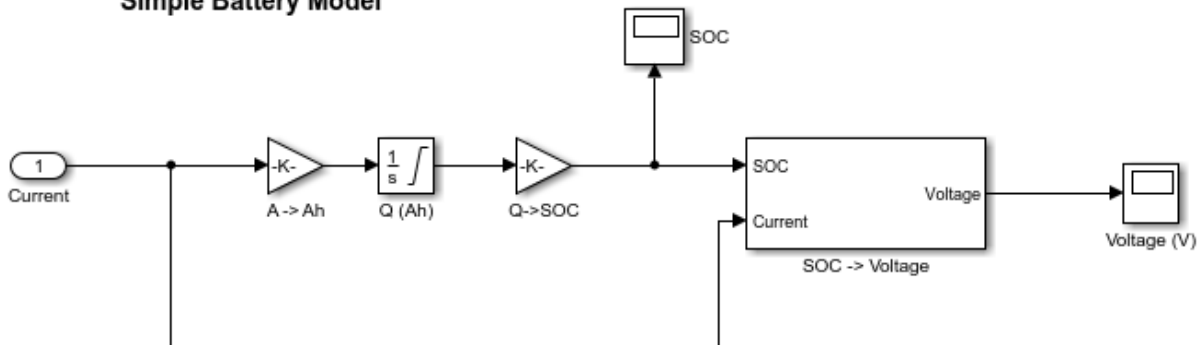 Simple Battery Model
SOC
1
Current
-K-
A -> Ah
1
s
Q (Ah)
-K-
Q->SOC
SOC
Current
Voltage
SOC -> Voltage
Voltage (V)